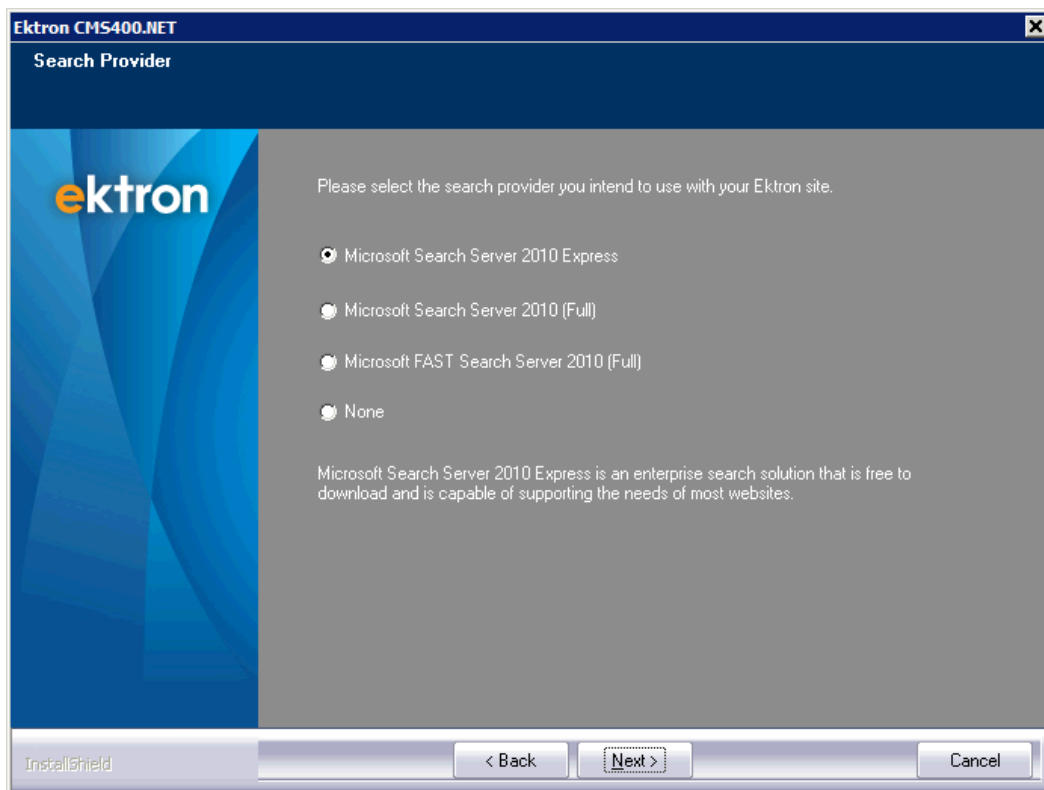 Ektron CMS400.NET
Search Provider
ektron
Please select the search provider you intend to use with your Ektron site.
Microsoft Search Server 2010 Express
Microsoft Search Server 2010 (Full)
Microsoft FAST Search Server 2010 (Full)
None
Microsoft Search Server 2010 Express is an enterprise search solution that is free to
download and is capable of supporting the needs of most websites.
InstallShield
< Back
Next >
Cancel